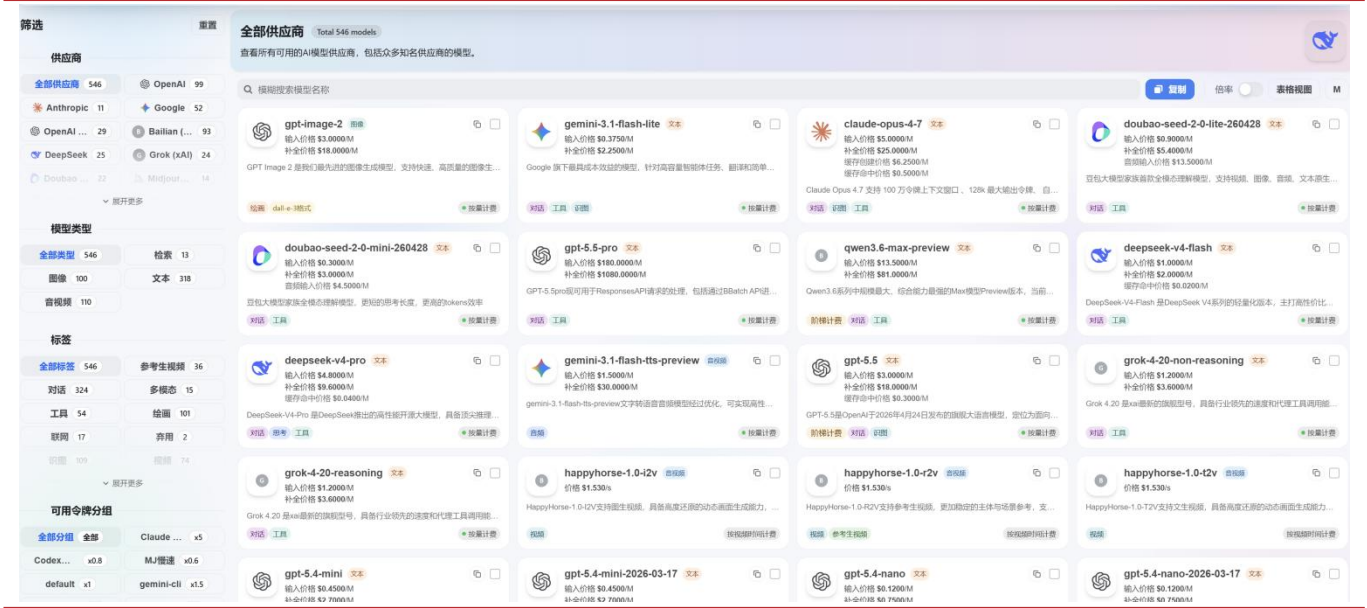 筛选
重置
供应商
全部供应商 546
OpenAI 99
Anthropic 11
Google 52
OpenAI ... 29
Bailian (... 93
DeepSeek 25
Grok (xAI) 24
Doubao ... 22
Midjour... 14
展开更多
模型类型
全部类型 546
检索 13
图像 100
文本 318
音视频 110
标签
全部标签 546
参考生视频 36
对话 324
多模态 15
工具 54
绘画 101
联网 17
弃用 2
识图 109
视频 74
展开更多
可用令牌分组
全部分组 全部
Claude ... x5
Codex... x0.8
MJ慢速 x0.6
default x1
gemini-cli x1.5
全部供应商 Total 546 models
查看所有可用的AI模型供应商，包括众多知名供应商的模型。
模糊搜索模型名称
复制
倍率
表格视图
M
gpt-image-2 图像
输入价格 $3.0000/M
补全价格 $18.0000/M
GPT Image 2 是我们最先进的图像生成模型，支持快速、高质量的图像生...
绘画 dall-e-3格式
按量计费
gemini-3.1-flash-lite 文本
输入价格 $0.3750/M
补全价格 $2.2500/M
Google 旗下最具成本效益的模型，针对高容量智能体任务、翻译和简单...
对话 工具 识图
按量计费
claude-opus-4-7 文本
输入价格 $5.0000/M
补全价格 $25.0000/M
缓存创建价格 $6.2500/M
缓存命中价格 $0.5000/M
Claude Opus 4.7 支持 100 万令牌上下文窗口、128k 最大输出令牌、 自...
对话 识图 工具
按量计费
doubao-seed-2-0-lite-260428 文本
输入价格 $0.9000/M
补全价格 $5.4000/M
音频输入价格 $13.5000/M
豆包大模型家族首款全模态理解模型，支持视频、图像、音频、文本原生...
对话 工具
按量计费
doubao-seed-2-0-mini-260428 文本
输入价格 $0.3000/M
补全价格 $3.0000/M
音频输入价格 $4.5000/M
豆包大模型家族全模态理解模型，更短的思考长度，更高的tokens效率
对话 工具
按量计费
gpt-5.5-pro 文本
输入价格 $180.0000/M
补全价格 $1080.0000/M
GPT-5.5pro现可用于ResponsesAPI请求的处理，包括通过BBatch API进...
对话 工具
按量计费
qwen3.6-max-preview 文本
输入价格 $13.5000/M
补全价格 $81.0000/M
Qwen3.6系列中规模最大、综合能力最强的Max模型Preview版本，当前...
阶梯计费 对话 工具
按量计费
deepseek-v4-flash 文本
输入价格 $1.0000/M
补全价格 $2.0000/M
缓存命中价格 $0.0200/M
DeepSeek-V4-Flash 是DeepSeek V4系列的轻量化版本，主打高性价比...
对话 工具
按量计费
deepseek-v4-pro 文本
输入价格 $4.8000/M
补全价格 $9.6000/M
缓存命中价格 $0.0400/M
DeepSeek-V4-Pro 是DeepSeek推出的高性能开源大模型，具备顶尖推理...
对话 思考 工具
按量计费
gemini-3.1-flash-tts-preview 音视频
输入价格 $1.5000/M
补全价格 $30.0000/M
gemini-3.1-flash-tts-preview文字转语音音频模型经过优化，可实现高性...
音频
按量计费
gpt-5.5 文本
输入价格 $3.0000/M
补全价格 $18.0000/M
缓存命中价格 $0.3000/M
GPT-5.5是OpenAI于2026年4月24日发布的旗舰大语言模型，定位为面向...
阶梯计费 对话 识图
按量计费
grok-4-20-non-reasoning 文本
输入价格 $1.2000/M
补全价格 $3.6000/M
Grok 4.20 是xai最新的旗舰型号，具备行业领先的速度和代理工具调用能...
对话 工具
按量计费
grok-4-20-reasoning 文本
输入价格 $1.2000/M
补全价格 $3.6000/M
Grok 4.20 是xai最新的旗舰型号，具备行业领先的速度和代理工具调用能...
对话 工具
按量计费
happyhorse-1.0-i2v 音视频
价格 $1.530/s
HappyHorse-1.0-I2V支持图生视频，具备高度还原的动态画面生成能力，...
视频
按视频时间计费
happyhorse-1.0-r2v 音视频
价格 $1.530/s
HappyHorse-1.0-R2V支持参考生视频，更加稳定的主体与场景参考，支...
视频 参考生视频
按视频时间计费
happyhorse-1.0-t2v 音视频
价格 $1.530/s
HappyHorse-1.0-T2V支持文生视频，具备高度还原的动态画面生成能力...
视频
按视频时间计费
gpt-5.4-mini 文本
输入价格 $0.4500/M
补全价格 $2.7000/M
gpt-5.4-mini-2026-03-17 文本
输入价格 $0.4500/M
补全价格 $2.7000/M
gpt-5.4-nano 文本
输入价格 $0.1200/M
补全价格 $0.7500/M
gpt-5.4-nano-2026-03-17 文本
输入价格 $0.1200/M
补全价格 $0.7500/M